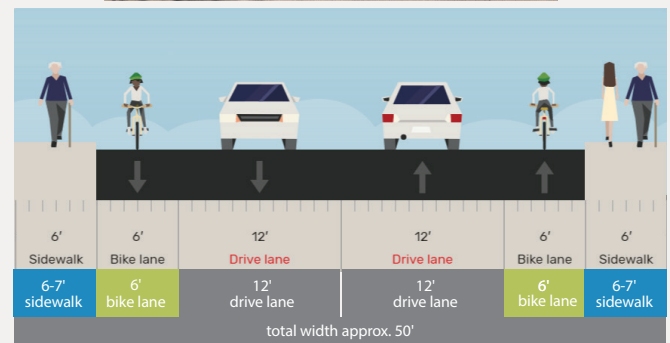 6' 6' 12' 12' 6' 6'
Sidewalk Bike lane Drive lane Drive lane Bike lane Sidewalk
6-7' 6' 12' 12' 6' 6-7'
sidewalk bike lane drive lane drive lane bike lane sidewalk
total width approx. 50'